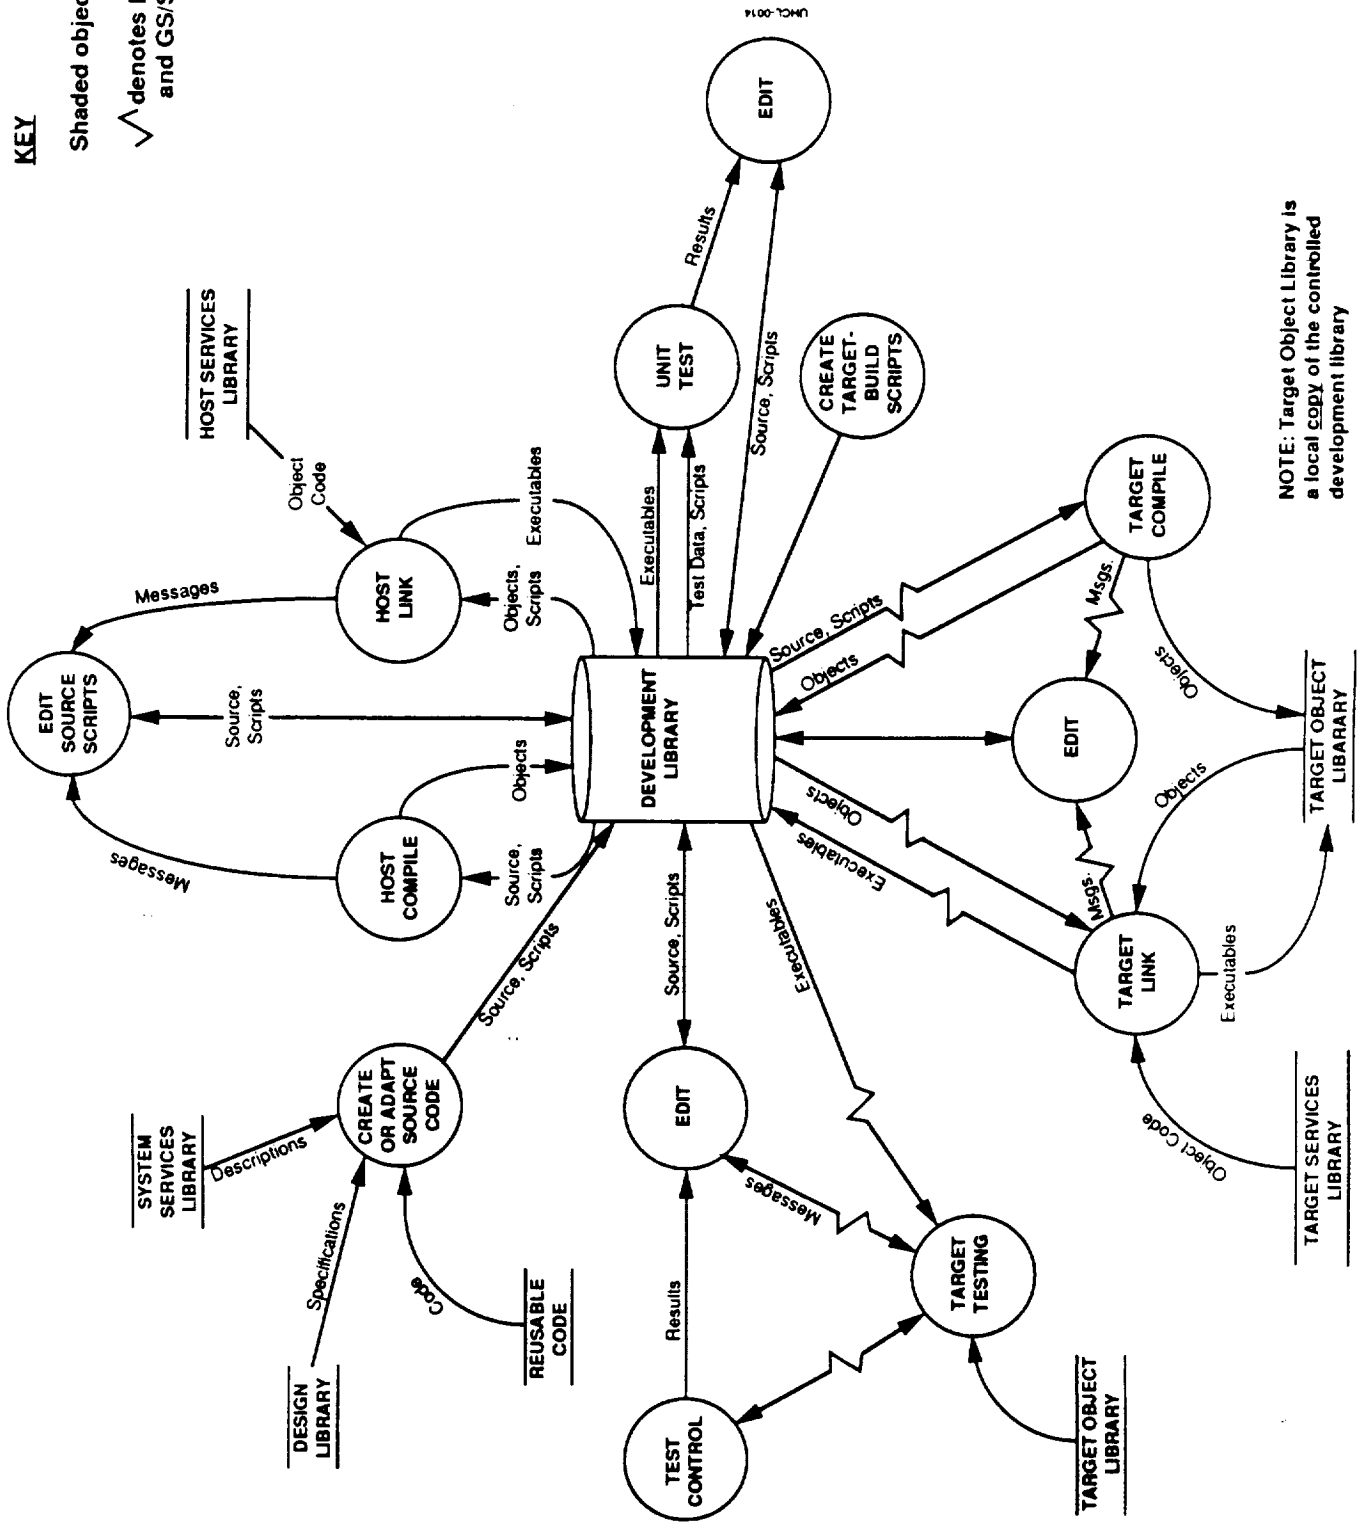 KEY
Shaded objec
denotes
and GS/S
UHCL-0014
EDIT
Results
HOST SERVICES
LIBRARY
UNIT
TEST
Source, Scripts
CREATE
TARGET-
BUILD
SCRIPTS
NOTE: Target Object Library is
a local copy of the controlled
development library
Object
Code
Executables
Executables
Test Data, Scripts
TARGET
COMPILE
Messages
HOST
LINK
Objects,
Scripts
Source, Scripts
Objects
Msgs.
Objects
EDIT
SOURCE
SCRIPTS
Source,
Scripts
DEVELOPMENT
LIBRARY
EDIT
TARGET OBJECT
LIBARARY
Objects
Objects
Executables
Objects
Messages
HOST
COMPILE
Source,
Scripts
Source, Scripts
Source, Scripts
Executables
Msgs.
TARGET
LINK
Executables
SYSTEM
SERVICES
LIBRARY
Descriptions
CREATE
OR ADAPT
SOURCE
CODE
EDIT
Object Code
TARGET SERVICES
LIBRARY
Specifications
Code
Messages
DESIGN
LIBRARY
REUSABLE
CODE
Results
TARGET
TESTING
TEST
CONTROL
TARGET OBJECT
LIBRARY